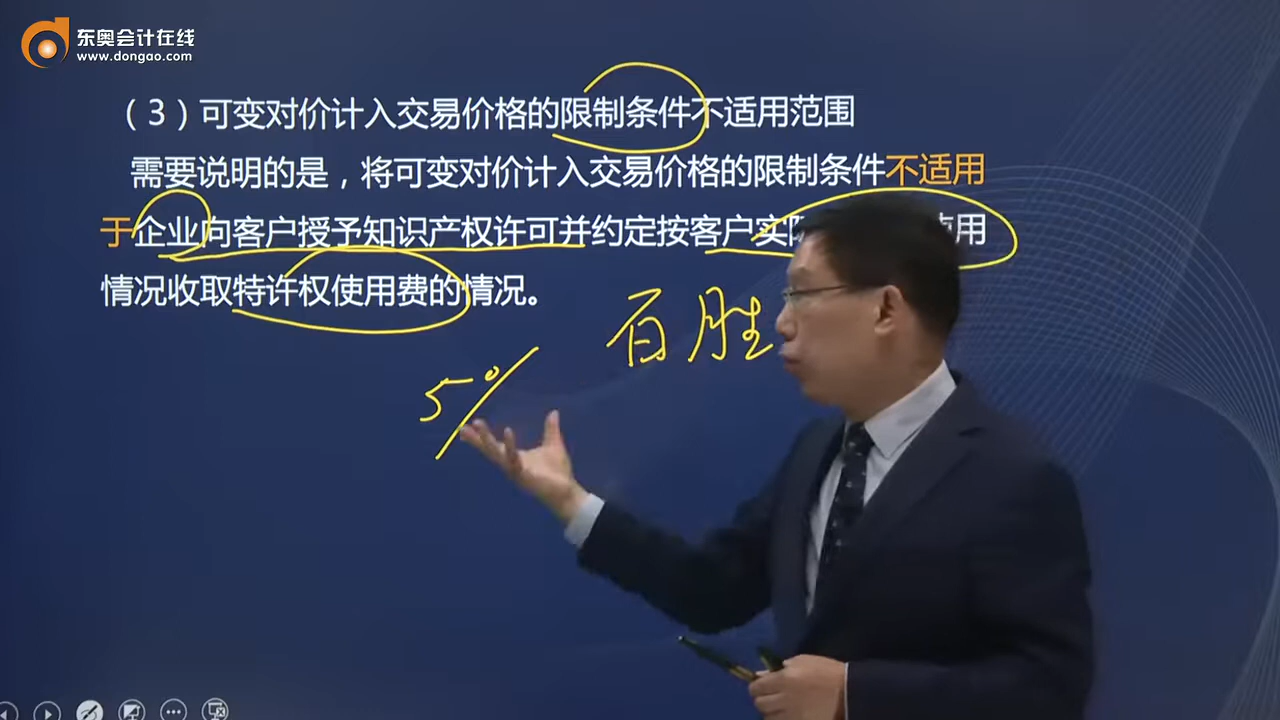 东奥会计在线
www.dongao.com
（3）可变对价计入交易价格的限制条件不适用范围
需要说明的是，将可变对价计入交易价格的限制条件不适用
于企业向客户授予知识产权许可并约定按客户实际 使用
情况收取特许权使用费的情况。
百胜
5%